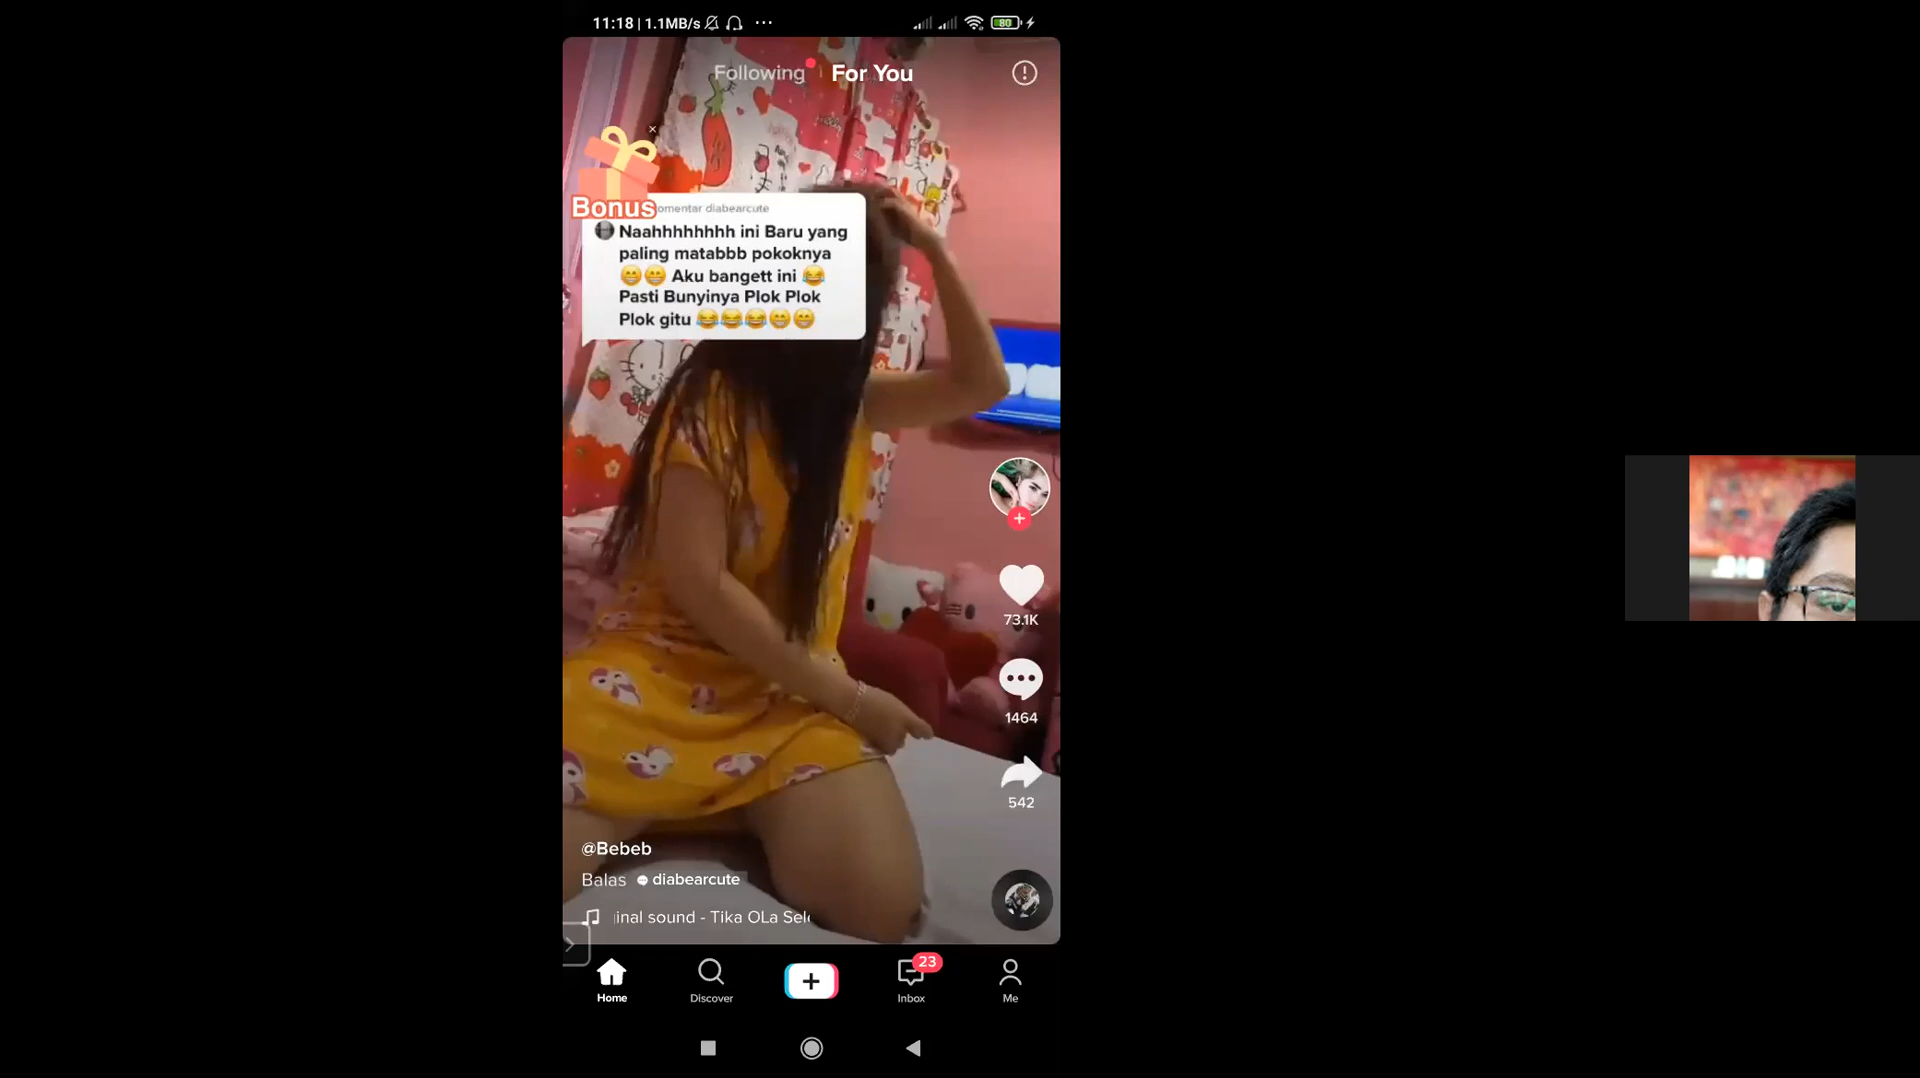 11:18 | 1.1MB/s
80
Following
For You
Bonus
omentar diabearcute
Naahhhhhhhh ini Baru yang
paling matabbb pokoknya
😁😁 Aku bangett ini 😂
Pasti Bunyinya Plok Plok
Plok gitu 😂😂😂😁😁
73.1K
1464
542
@Bebeb
Balas 💬 diabearcute
inal sound - Tika OLa Sel
Home
Discover
23
Inbox
Me